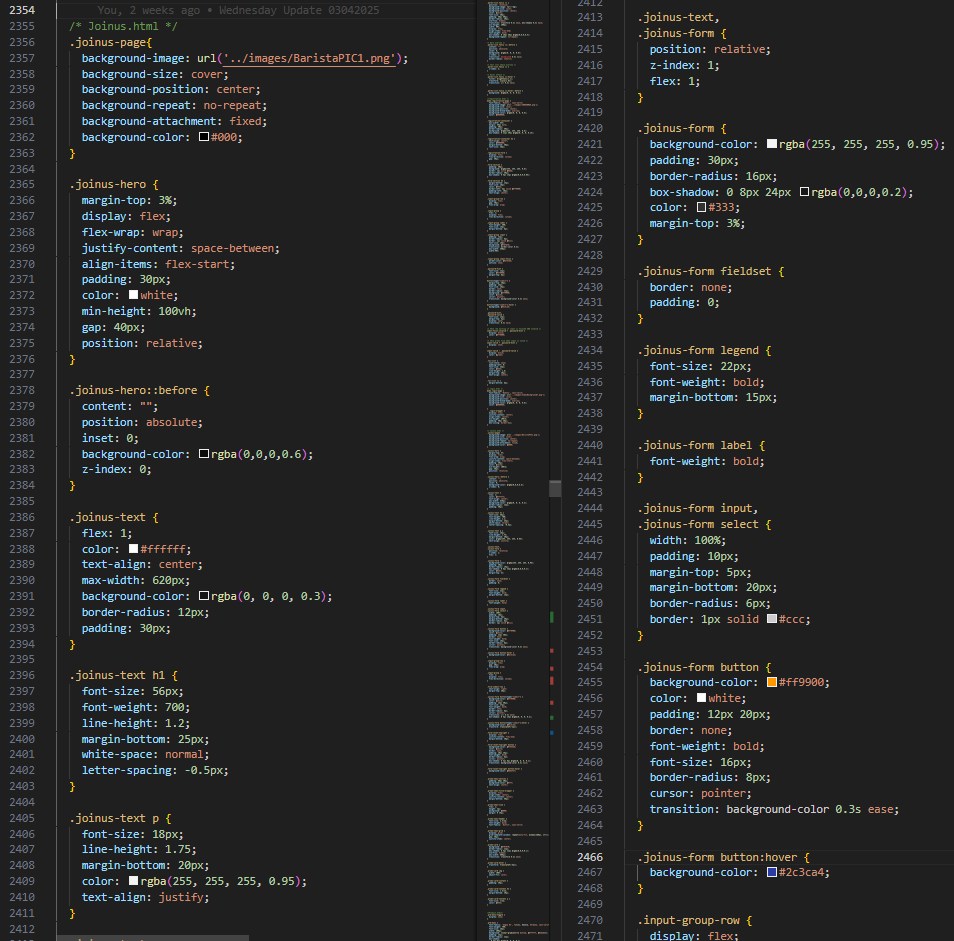 2354 You, 2 weeks ago • Wednesday Update 03042025
2355 /* Joinus.html */
2356 .joinus-page{
2357 background-image: url('../images/BaristaPIC1.png');
2358 background-size: cover;
2359 background-position: center;
2360 background-repeat: no-repeat;
2361 background-attachment: fixed;
2362 background-color: #000;
2363 }
2364
2365 .joinus-hero {
2366 margin-top: 3%;
2367 display: flex;
2368 flex-wrap: wrap;
2369 justify-content: space-between;
2370 align-items: flex-start;
2371 padding: 30px;
2372 color: white;
2373 min-height: 100vh;
2374 gap: 40px;
2375 position: relative;
2376 }
2377
2378 .joinus-hero::before {
2379 content: "";
2380 position: absolute;
2381 inset: 0;
2382 background-color: rgba(0,0,0,0.6);
2383 z-index: 0;
2384 }
2385
2386 .joinus-text {
2387 flex: 1;
2388 color: #ffffff;
2389 text-align: center;
2390 max-width: 620px;
2391 background-color: rgba(0, 0, 0, 0.3);
2392 border-radius: 12px;
2393 padding: 30px;
2394 }
2395
2396 .joinus-text h1 {
2397 font-size: 56px;
2398 font-weight: 700;
2399 line-height: 1.2;
2400 margin-bottom: 25px;
2401 white-space: normal;
2402 letter-spacing: -0.5px;
2403 }
2404
2405 .joinus-text p {
2406 font-size: 18px;
2407 line-height: 1.75;
2408 margin-bottom: 20px;
2409 color: rgba(255, 255, 255, 0.95);
2410 text-align: justify;
2411 }
2412
2412
2413 .joinus-text,
2414 .joinus-form {
2415 position: relative;
2416 z-index: 1;
2417 flex: 1;
2418 }
2419
2420 .joinus-form {
2421 background-color: rgba(255, 255, 255, 0.95);
2422 padding: 30px;
2423 border-radius: 16px;
2424 box-shadow: 0 8px 24px rgba(0,0,0,0.2);
2425 color: #333;
2426 margin-top: 3%;
2427 }
2428
2429 .joinus-form fieldset {
2430 border: none;
2431 padding: 0;
2432 }
2433
2434 .joinus-form legend {
2435 font-size: 22px;
2436 font-weight: bold;
2437 margin-bottom: 15px;
2438 }
2439
2440 .joinus-form label {
2441 font-weight: bold;
2442 }
2443
2444 .joinus-form input,
2445 .joinus-form select {
2446 width: 100%;
2447 padding: 10px;
2448 margin-top: 5px;
2449 margin-bottom: 20px;
2450 border-radius: 6px;
2451 border: 1px solid #ccc;
2452 }
2453
2454 .joinus-form button {
2455 background-color: #ff9900;
2456 color: white;
2457 padding: 12px 20px;
2458 border: none;
2459 font-weight: bold;
2460 font-size: 16px;
2461 border-radius: 8px;
2462 cursor: pointer;
2463 transition: background-color 0.3s ease;
2464 }
2465
2466 .joinus-form button:hover {
2467 background-color: #2c3ca4;
2468 }
2469
2470 .input-group-row {
2471 display: flex;